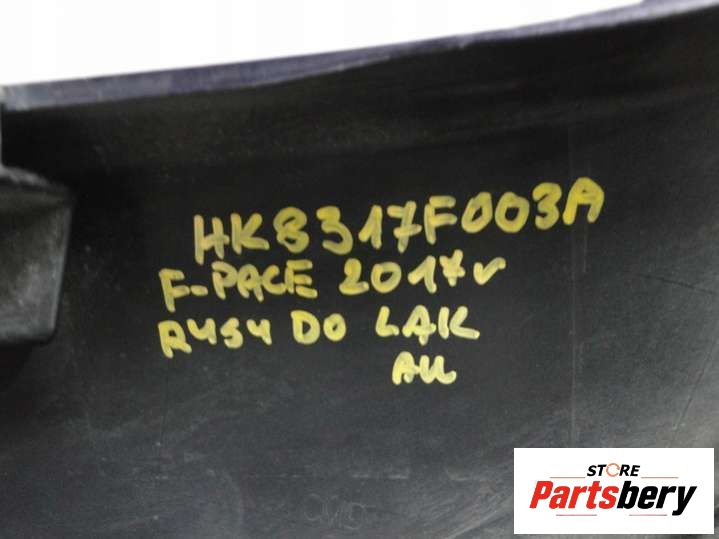 HK8317F003A
F-PACE 2017r
RYSY DO LAK
AU
STORE
Partsbery